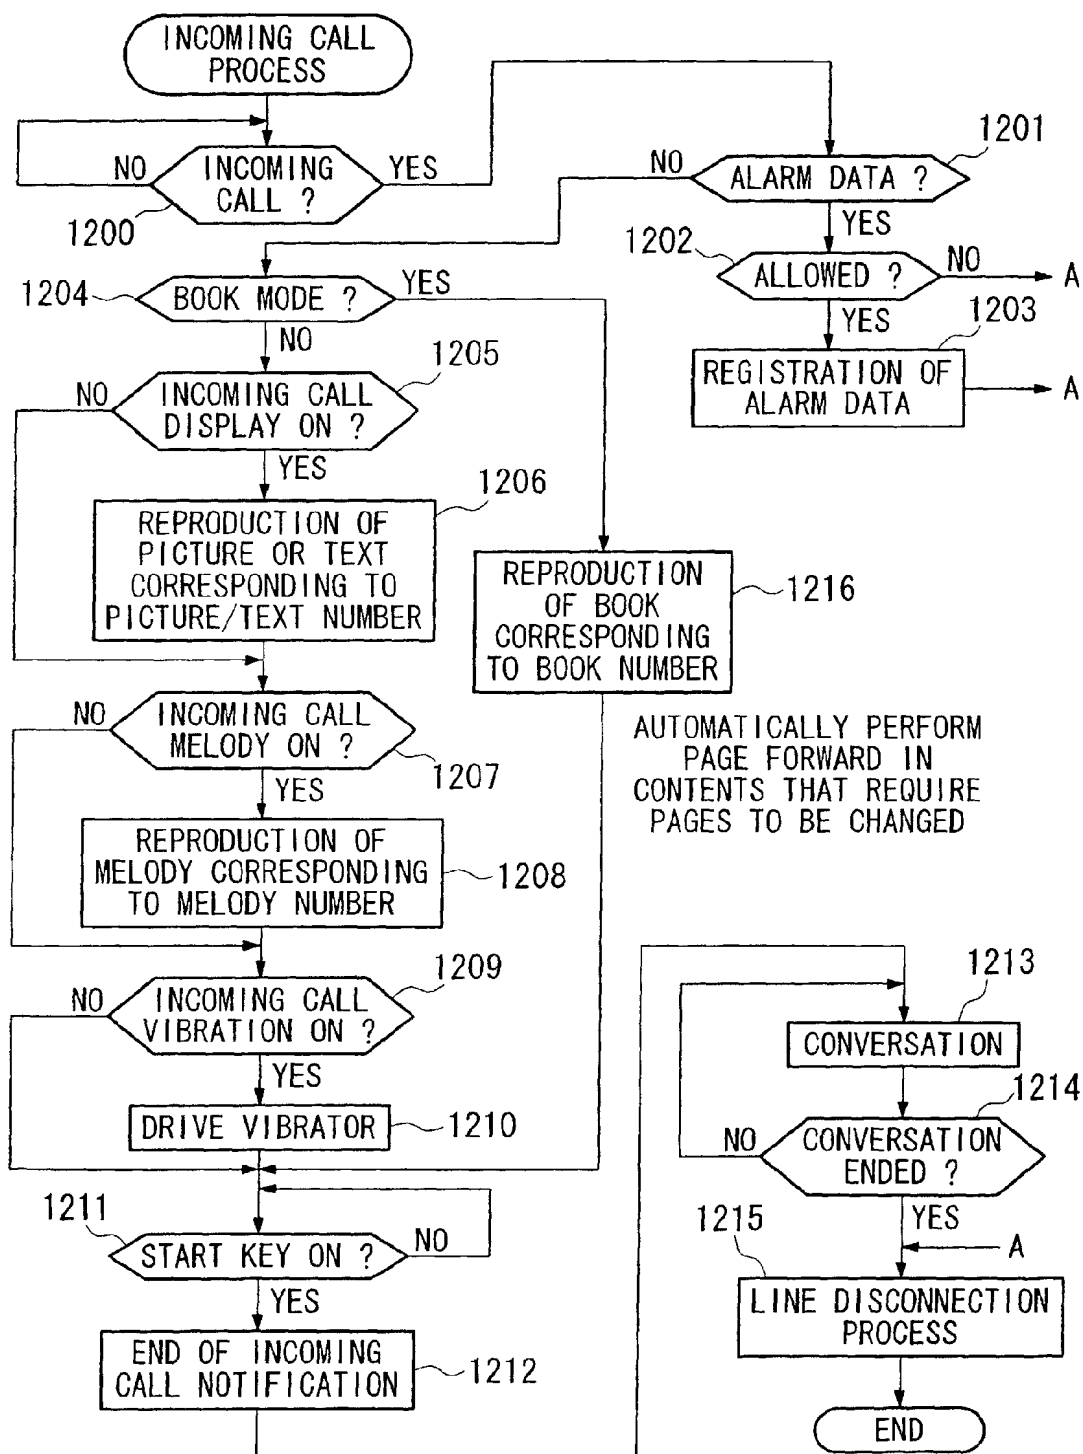 INCOMING CALL
PROCESS
NO
INCOMING
CALL ?
YES
1200
1201
NO
ALARM DATA ?
YES
1202
ALLOWED ?
NO
A
YES
1203
REGISTRATION OF
ALARM DATA
A
1204
BOOK MODE ?
YES
NO
1205
NO
INCOMING CALL
DISPLAY ON ?
YES
1206
REPRODUCTION OF
PICTURE OR TEXT
CORRESPONDING TO
PICTURE/TEXT NUMBER
REPRODUCTION
OF BOOK
CORRESPONDING
TO BOOK NUMBER
1216
AUTOMATICALLY PERFORM
PAGE FORWARD IN
CONTENTS THAT REQUIRE
PAGES TO BE CHANGED
NO
INCOMING CALL
MELODY ON ?
1207
YES
REPRODUCTION OF
MELODY CORRESPONDING
TO MELODY NUMBER
1208
1209
NO
INCOMING CALL
VIBRATION ON ?
YES
DRIVE VIBRATOR
1210
1211
START KEY ON ?
NO
YES
END OF INCOMING
CALL NOTIFICATION
1212
1213
CONVERSATION
1214
NO
CONVERSATION
ENDED ?
YES
1215
A
LINE DISCONNECTION
PROCESS
END